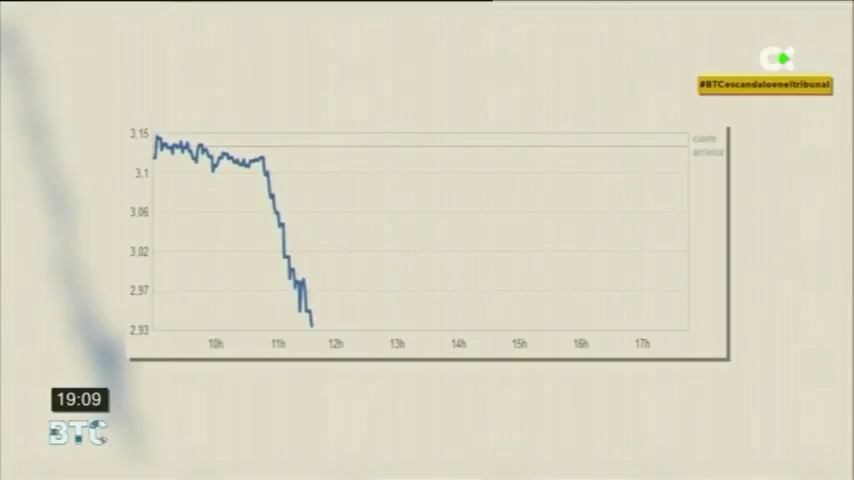 #BTCescandaloeneltribunal
3,15
cierre
anterior
3,1
3,06
3,02
2,97
2,93
10h 11h 12h 13h 14h 15h 16h 17h
19:09
BTC